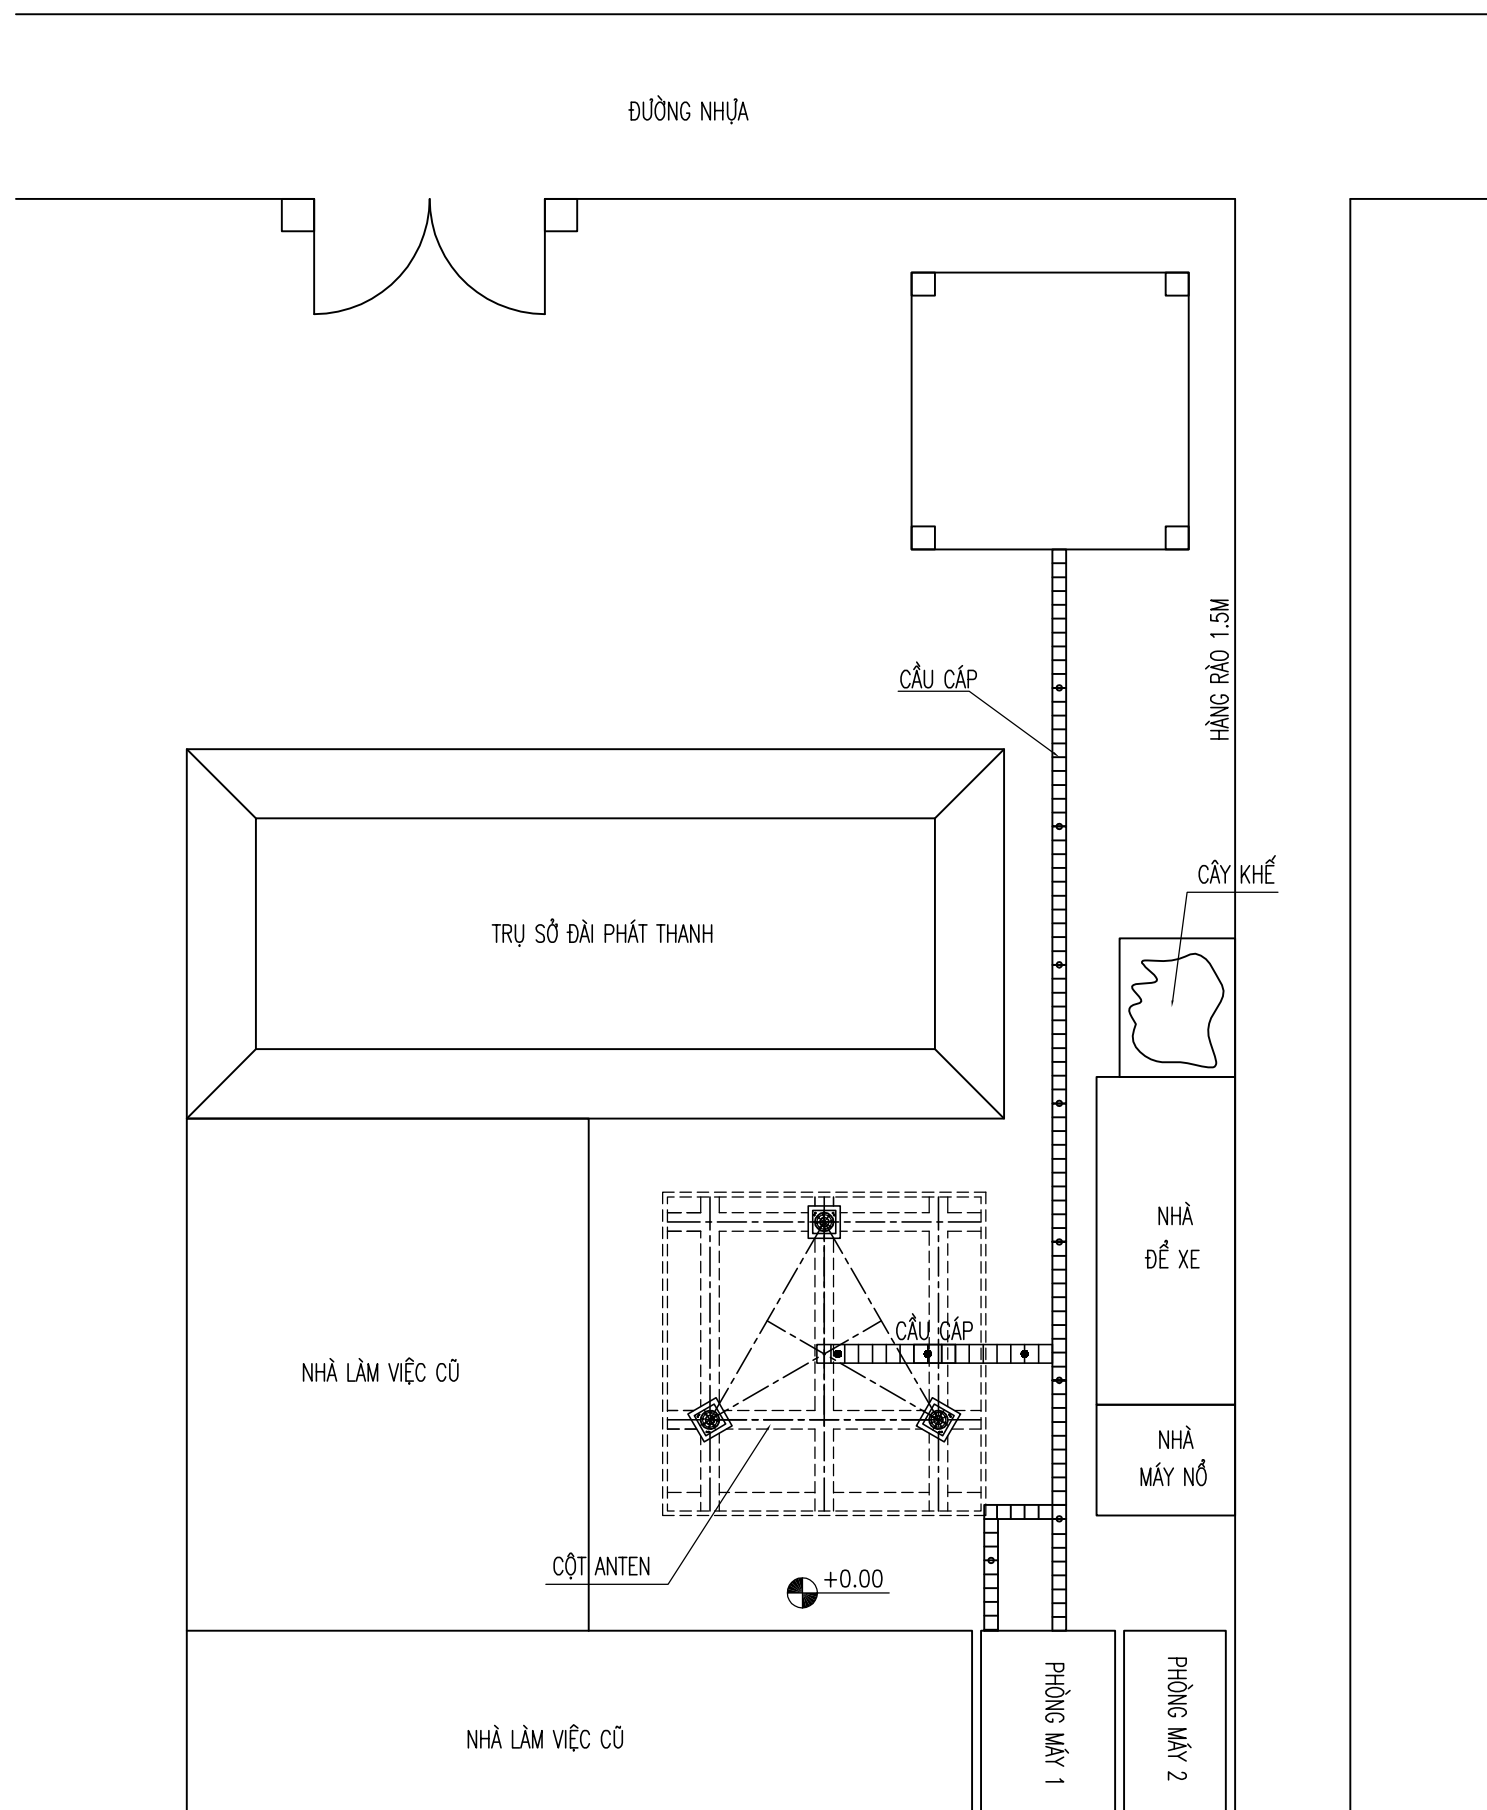 ĐƯỜNG NHỰA
HÀNG RÀO 1.5M
CẦU CÁP
CÂY KHẾ
TRỤ SỞ ĐÀI PHÁT THANH
NHÀ
ĐỂ XE
CẦU CÁP
NHÀ LÀM VIỆC CŨ
NHÀ
MÁY NỔ
CỘT ANTEN
+0.00
PHÒNG MÁY 1
PHÒNG MÁY 2
NHÀ LÀM VIỆC CŨ